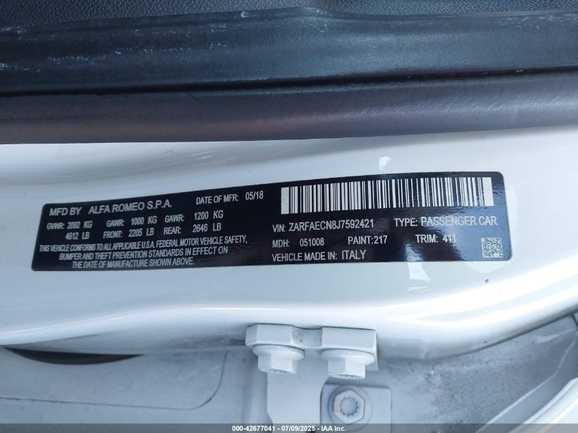 MFD BY ALFA ROMEO S.P.A. DATE OF MFR: 05/18
GVWR: 2092 KG GAWR: 1000 KG GAWR: 1200 KG
4612 LB FRONT: 2205 LB REAR: 2646 LB
THIS CAR CONFORMS TO ALL APPLICABLE U.S.A. FEDERAL MOTOR VEHICLE SAFETY,
BUMPER AND THEFT PREVENTION STANDARDS IN EFFECT ON
THE DATE OF MANUFACTURE SHOWN ABOVE.
VIN: ZARFAECN8J7592421 TYPE: PASSENGER CAR
MDH: 051008 PAINT: 217 TRIM: 411
VEHICLE MADE IN: ITALY
000-42677041 - 07/09/2025 - IAA Inc.